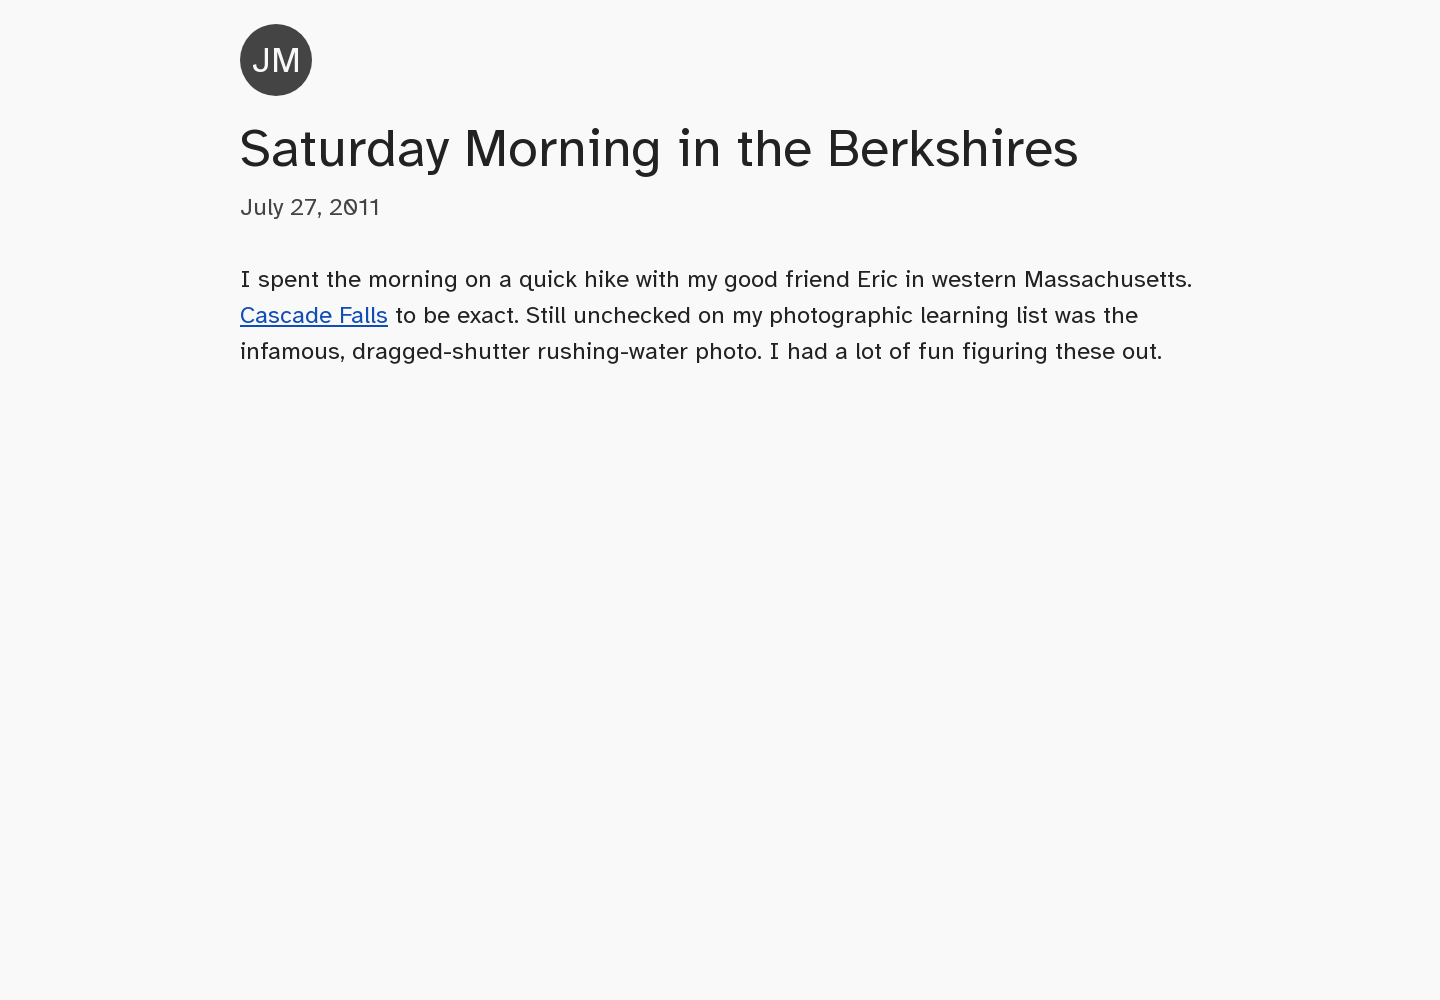 JM
Saturday Morning in the Berkshires
July 27, 2011
I spent the morning on a quick hike with my good friend Eric in western Massachusetts.
Cascade Falls to be exact. Still unchecked on my photographic learning list was the
infamous, dragged-shutter rushing-water photo. I had a lot of fun figuring these out.